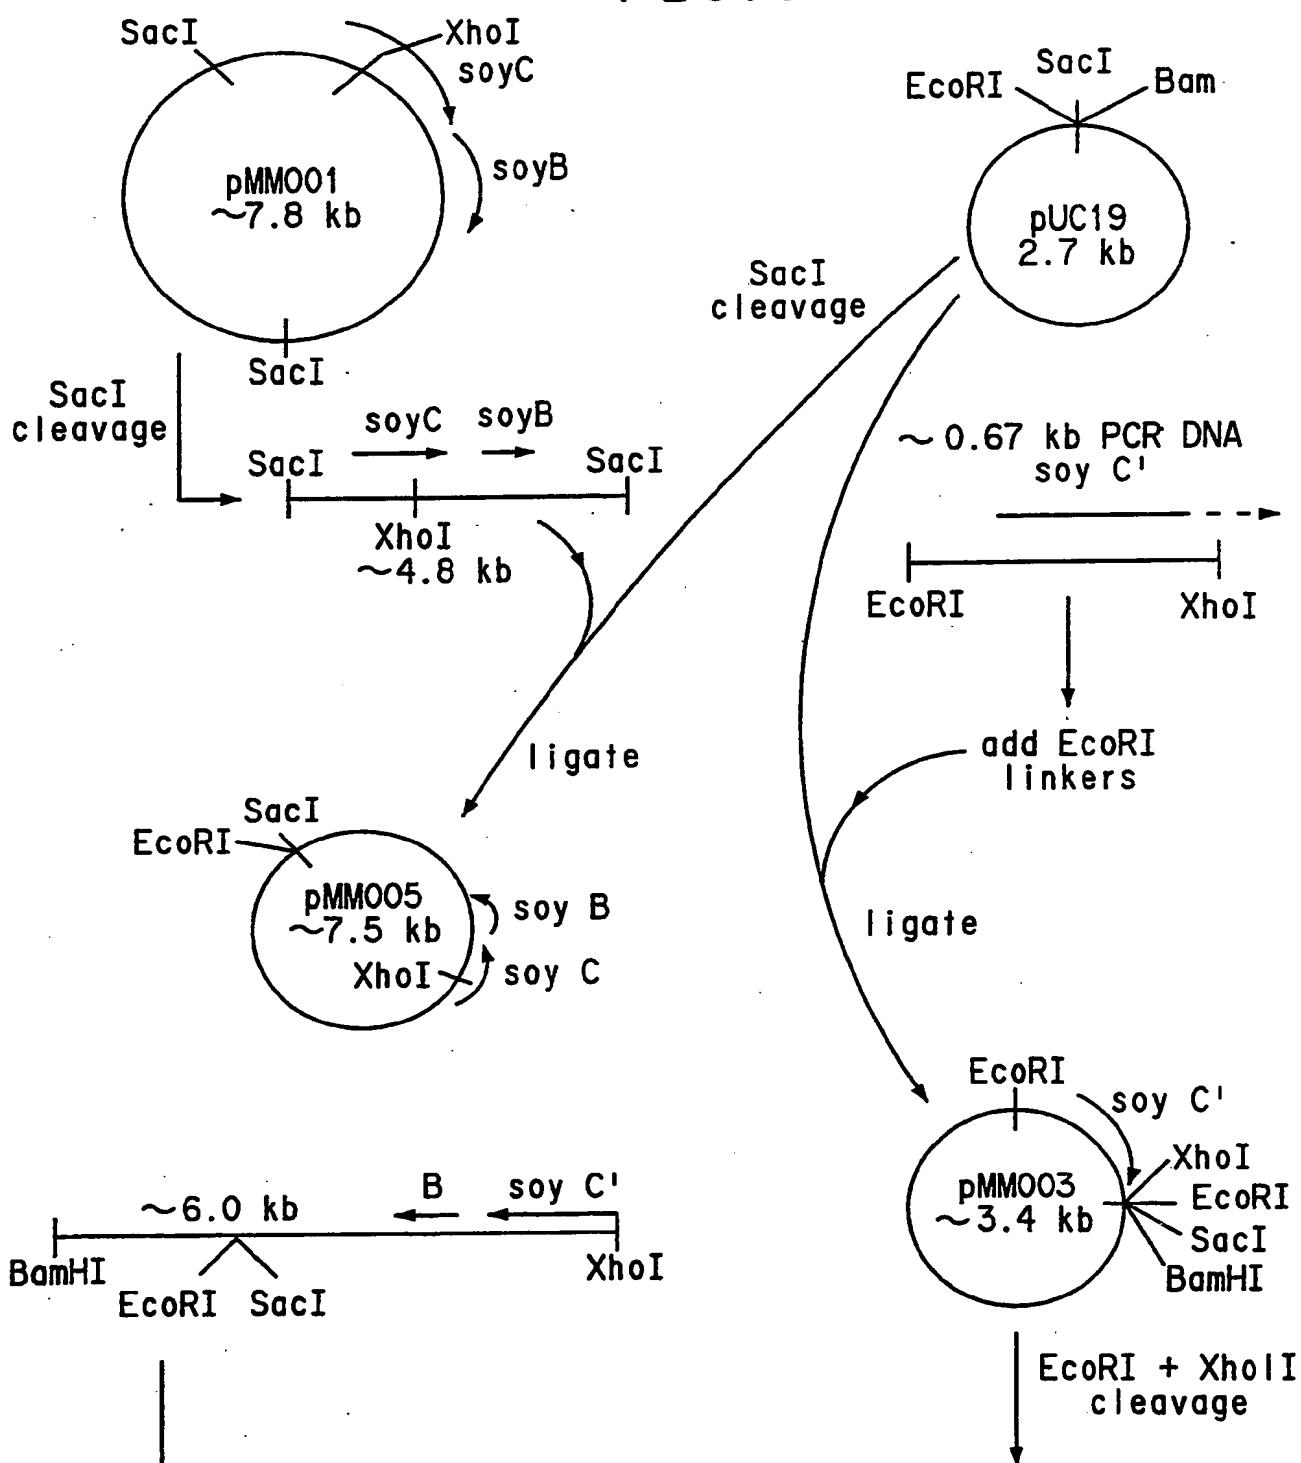 SacI
XhoI
soyC
soyB
pMM001
~7.8 kb
SacI
EcoRI
SacI
Bam
pUC19
2.7 kb
SacI
cleavage
SacI
cleavage
soyC
soyB
SacI
SacI
XhoI
~4.8 kb
~ 0.67 kb PCR DNA
soy C'
EcoRI
XhoI
add EcoRI
linkers
ligate
ligate
SacI
EcoRI
pMM005
~7.5 kb
soy B
XhoI
soy C
EcoRI
soy C'
pMM003
~3.4 kb
XhoI
EcoRI
SacI
BamHI
~6.0 kb
B
soy C'
BamHI
XhoI
EcoRI SacI
EcoRI + XhoII
cleavage